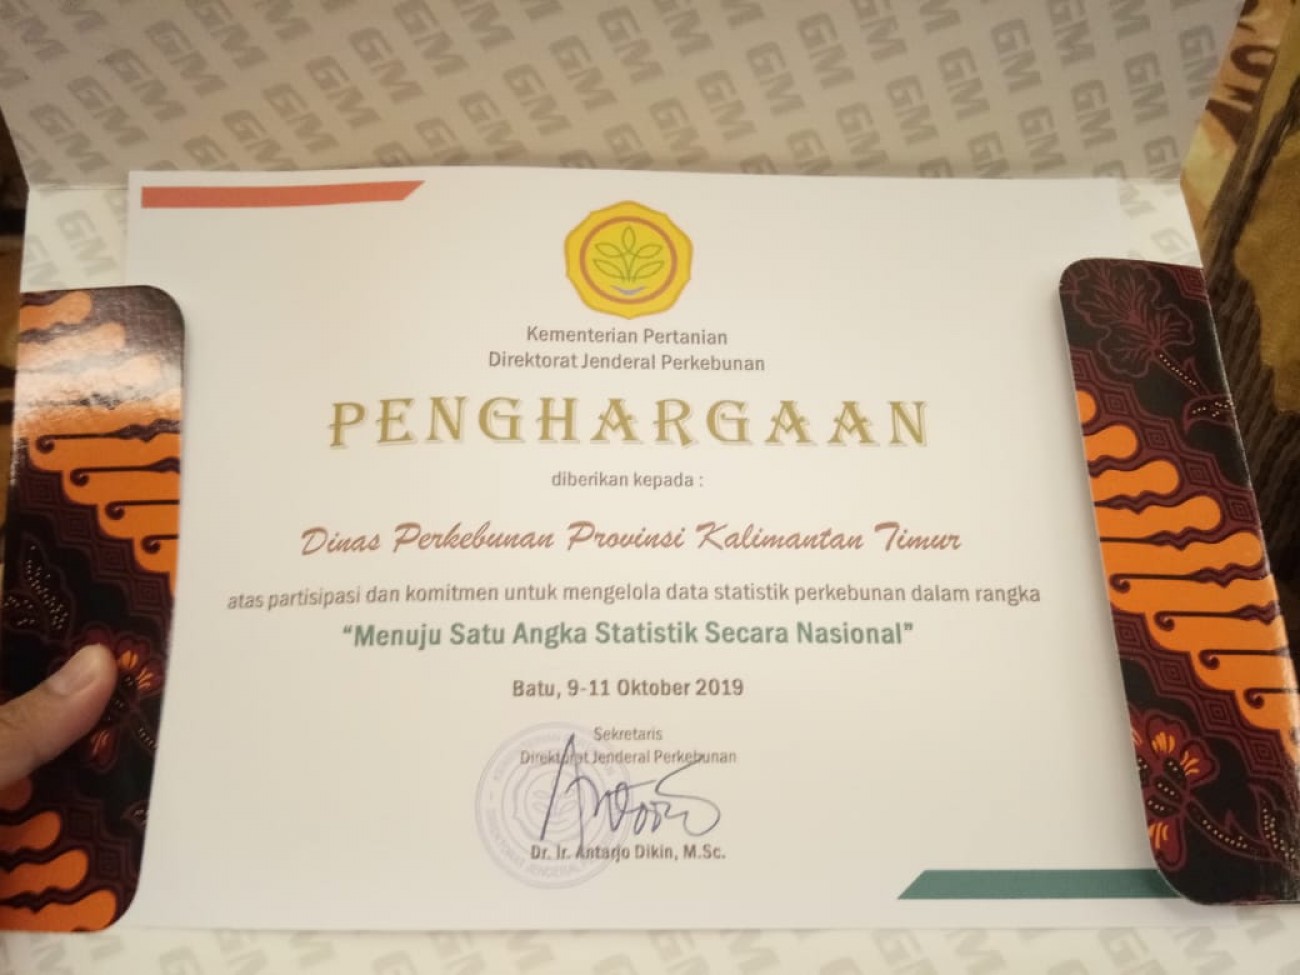 Kementerian Pertanian
Direktorat Jenderal Perkebunan
PENGHARGAAN
diberikan kepada :
Dinas Perkebunan Provinsi Kalimantan Timur
atas partisipasi dan komitmen untuk mengelola data statistik perkebunan dalam rangka
“Menuju Satu Angka Statistik Secara Nasional”
Batu, 9-11 Oktober 2019
Sekretaris
Direktorat Jenderal Perkebunan
Dr. Ir. Antarjo Dikin, M.Sc.